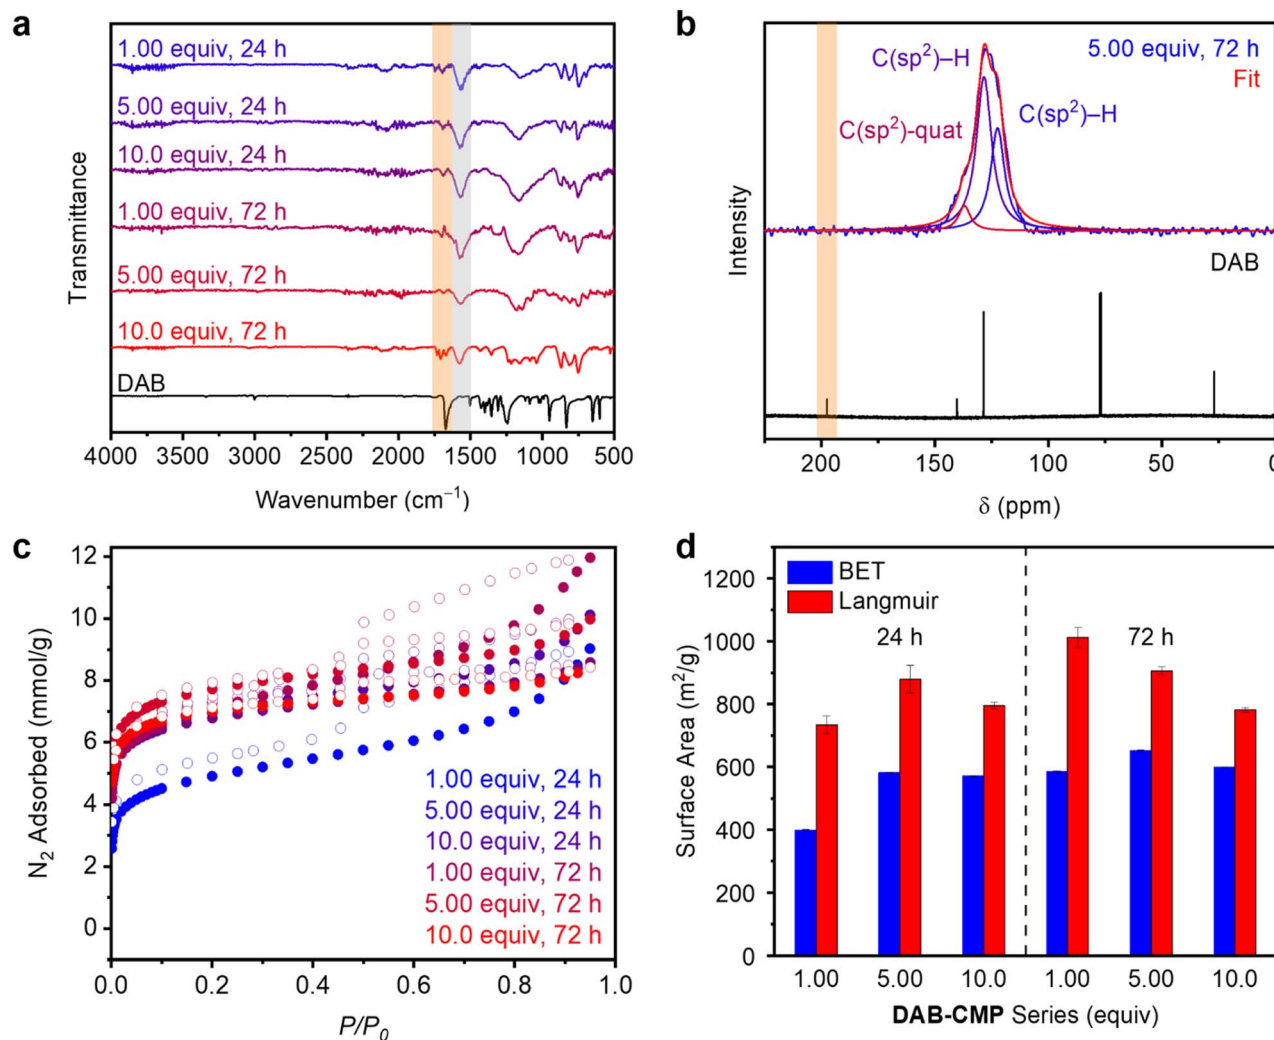 a
1.00 equiv, 24 h
5.00 equiv, 24 h
10.0 equiv, 24 h
1.00 equiv, 72 h
5.00 equiv, 72 h
10.0 equiv, 72 h
DAB
Transmittance
4000 3500 3000 2500 2000 1500 1000 500
Wavenumber (cm⁻¹)
b
5.00 equiv, 72 h
Fit
C(sp²)–H
C(sp²)–H
C(sp²)-quat
DAB
Intensity
200 150 100 50 0
δ (ppm)
c
12
10
8
6
4
2
0
N₂ Adsorbed (mmol/g)
1.00 equiv, 24 h
5.00 equiv, 24 h
10.0 equiv, 24 h
1.00 equiv, 72 h
5.00 equiv, 72 h
10.0 equiv, 72 h
0.0 0.2 0.4 0.6 0.8 1.0
P/P₀
d
BET
Langmuir
24 h
72 h
1200
1000
800
600
400
200
0
Surface Area (m²/g)
1.00 5.00 10.0 1.00 5.00 10.0
DAB-CMP Series (equiv)